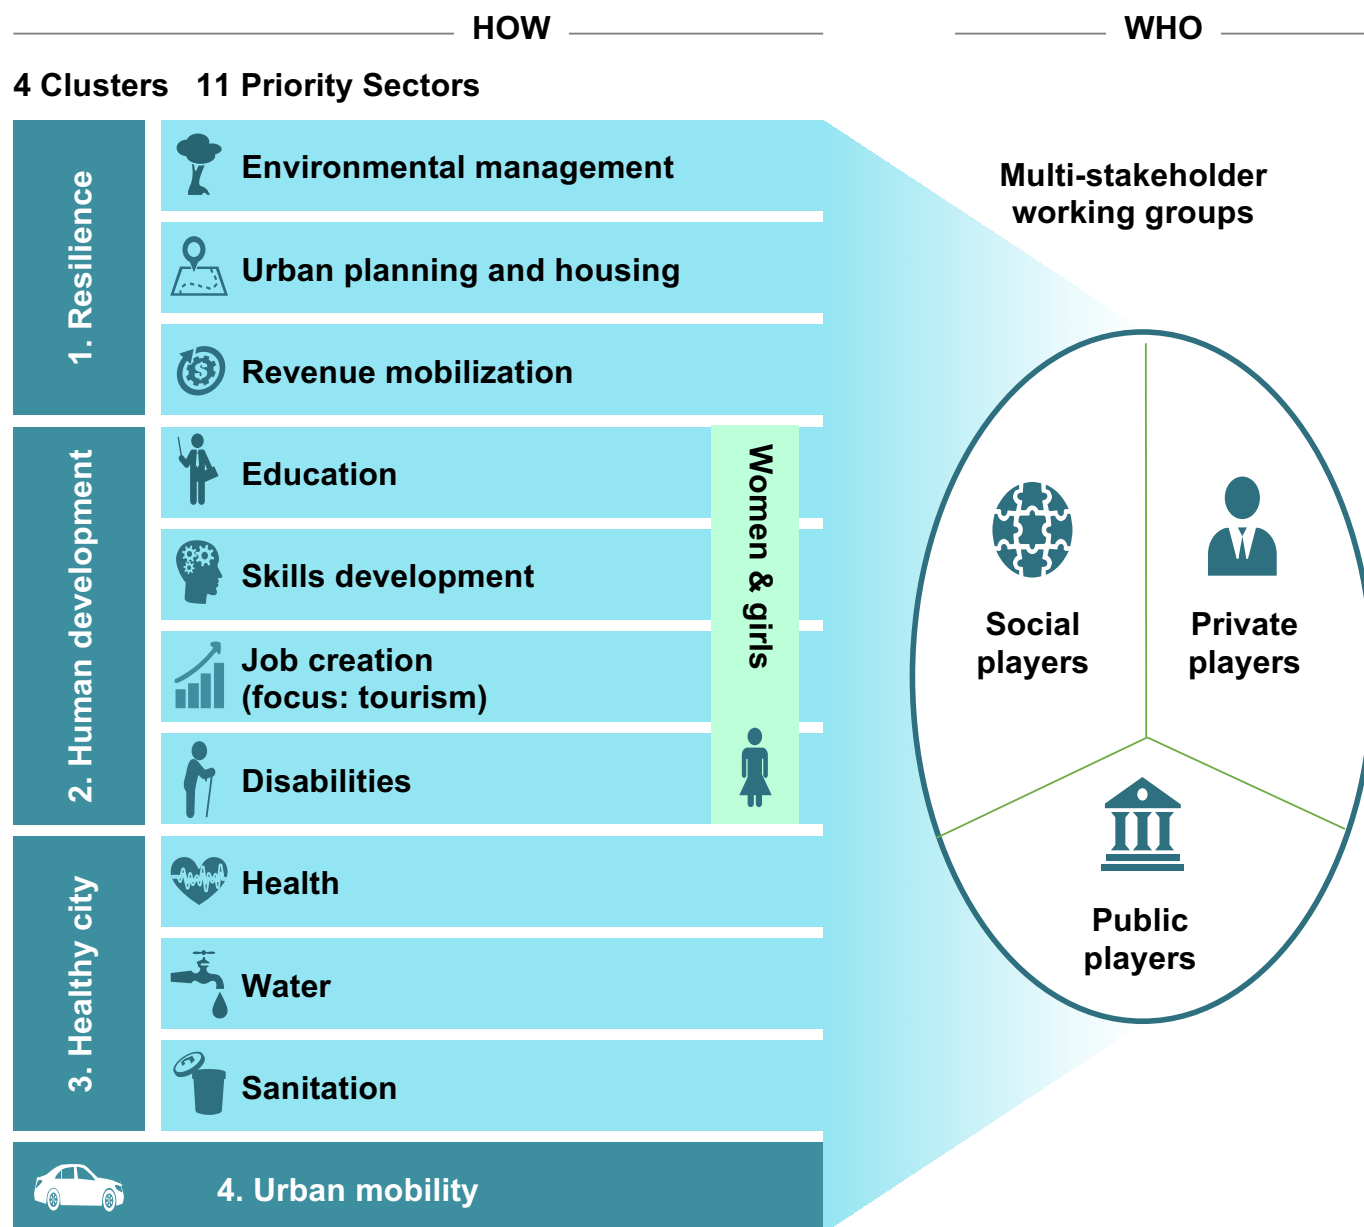 HOW
WHO
4 Clusters
11 Priority Sectors
1. Resilience
Environmental management
Urban planning and housing
Revenue mobilization
2. Human development
Education
Skills development
Job creation
(focus: tourism)
Disabilities
Women & girls
3. Healthy city
Health
Water
Sanitation
4. Urban mobility
Multi-stakeholder
working groups
Social
players
Private
players
Public
players